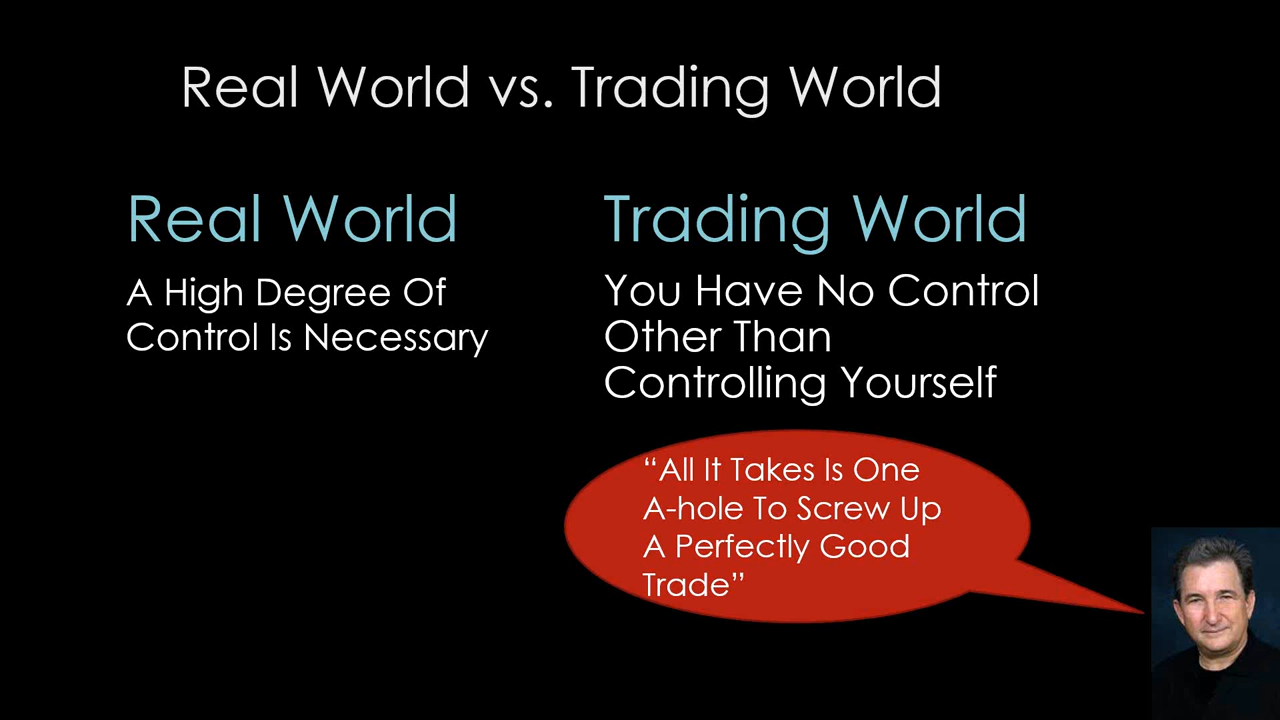 Real World vs. Trading World
Real World
A High Degree Of
Control Is Necessary
Trading World
You Have No Control
Other Than
Controlling Yourself
“All It Takes Is One
A-hole To Screw Up
A Perfectly Good
Trade”